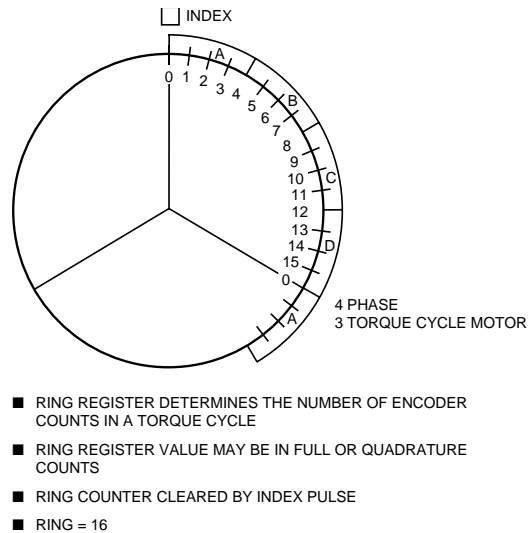 INDEX
A
0 1 2 3 4
B
5 6 7
C
8 9 10 11
D
12 13 14 15
0
A
4 PHASE
3 TORQUE CYCLE MOTOR
■ RING REGISTER DETERMINES THE NUMBER OF ENCODER
COUNTS IN A TORQUE CYCLE
■ RING REGISTER VALUE MAY BE IN FULL OR QUADRATURE
COUNTS
■ RING COUNTER CLEARED BY INDEX PULSE
■ RING = 16